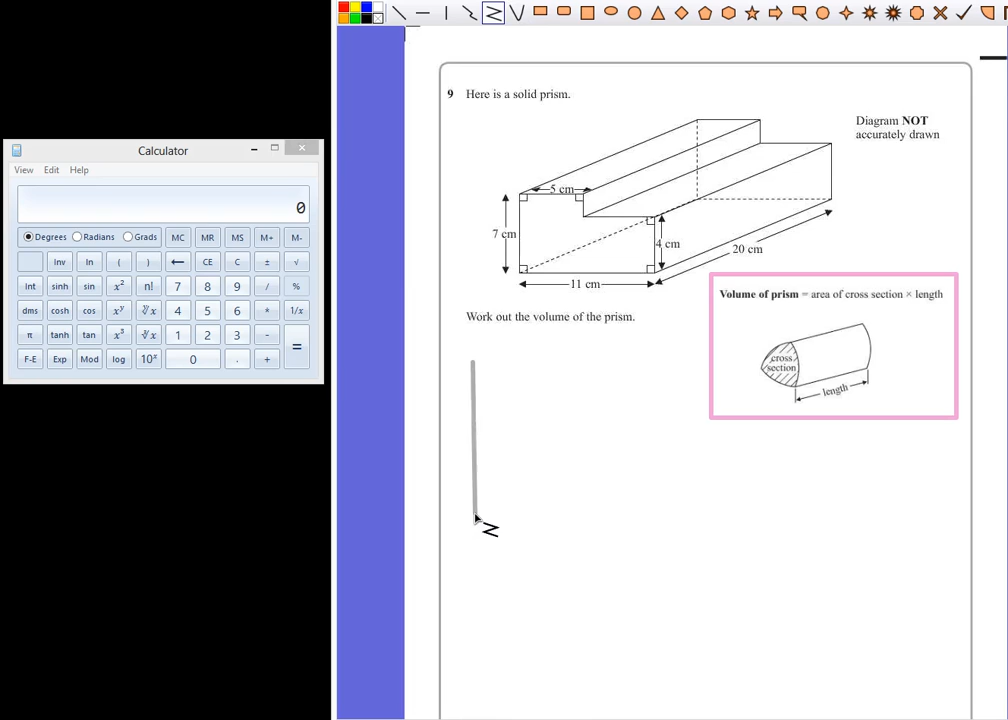 Calculator
View Edit Help
0
Degrees Radians Grads MC MR MS M+ M-
Inv ln ( ) ← CE C ± √
Int sinh sin x² n! 7 8 9 / %
dms cosh cos xʸ ʸ√x 4 5 6 * 1/x
π tanh tan x³ ³√x 1 2 3 - =
F-E Exp Mod log 10ˣ 0 . +
9 Here is a solid prism.
Diagram NOT
accurately drawn
5 cm
7 cm
4 cm
20 cm
11 cm
Work out the volume of the prism.
Volume of prism = area of cross section × length
cross
section
length